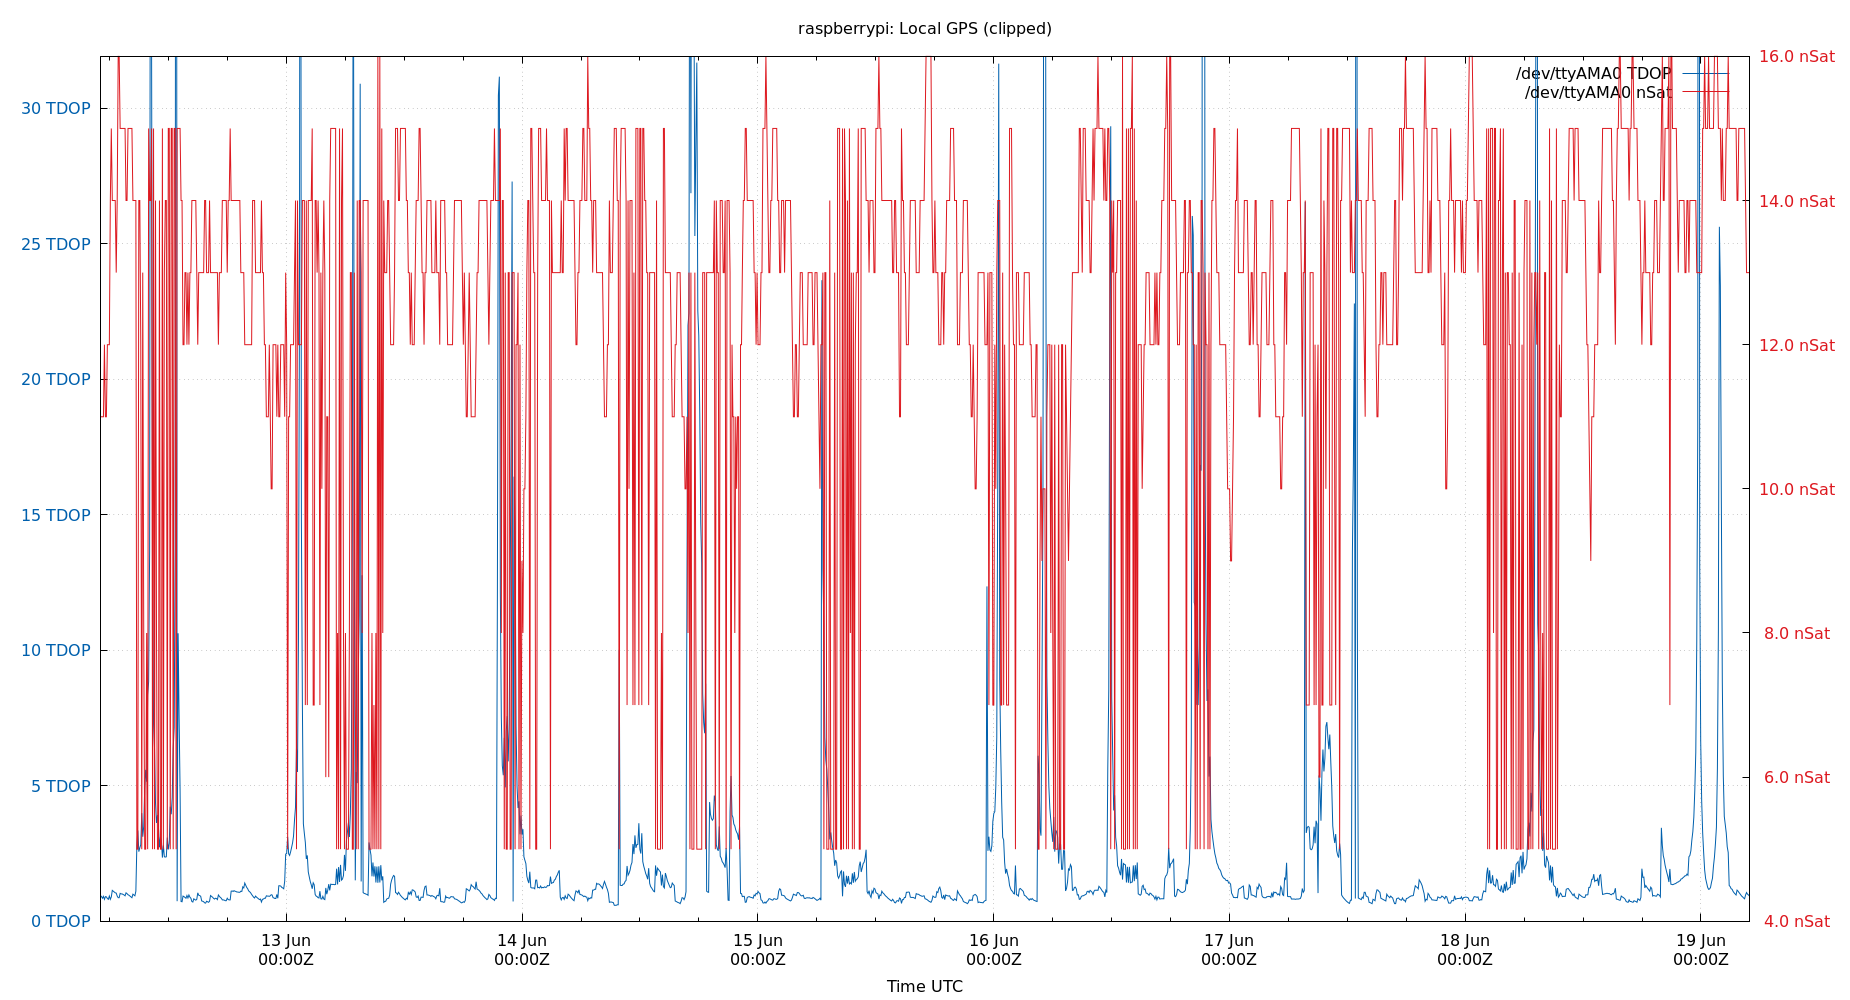 raspberrypi: Local GPS (clipped)
/dev/ttyAMA0 TDOP
/dev/ttyAMA0 nSat
30 TDOP
25 TDOP
20 TDOP
15 TDOP
10 TDOP
5 TDOP
0 TDOP
16.0 nSat
14.0 nSat
12.0 nSat
10.0 nSat
8.0 nSat
6.0 nSat
4.0 nSat
13 Jun
00:00Z
14 Jun
00:00Z
15 Jun
00:00Z
16 Jun
00:00Z
17 Jun
00:00Z
18 Jun
00:00Z
19 Jun
00:00Z
Time UTC